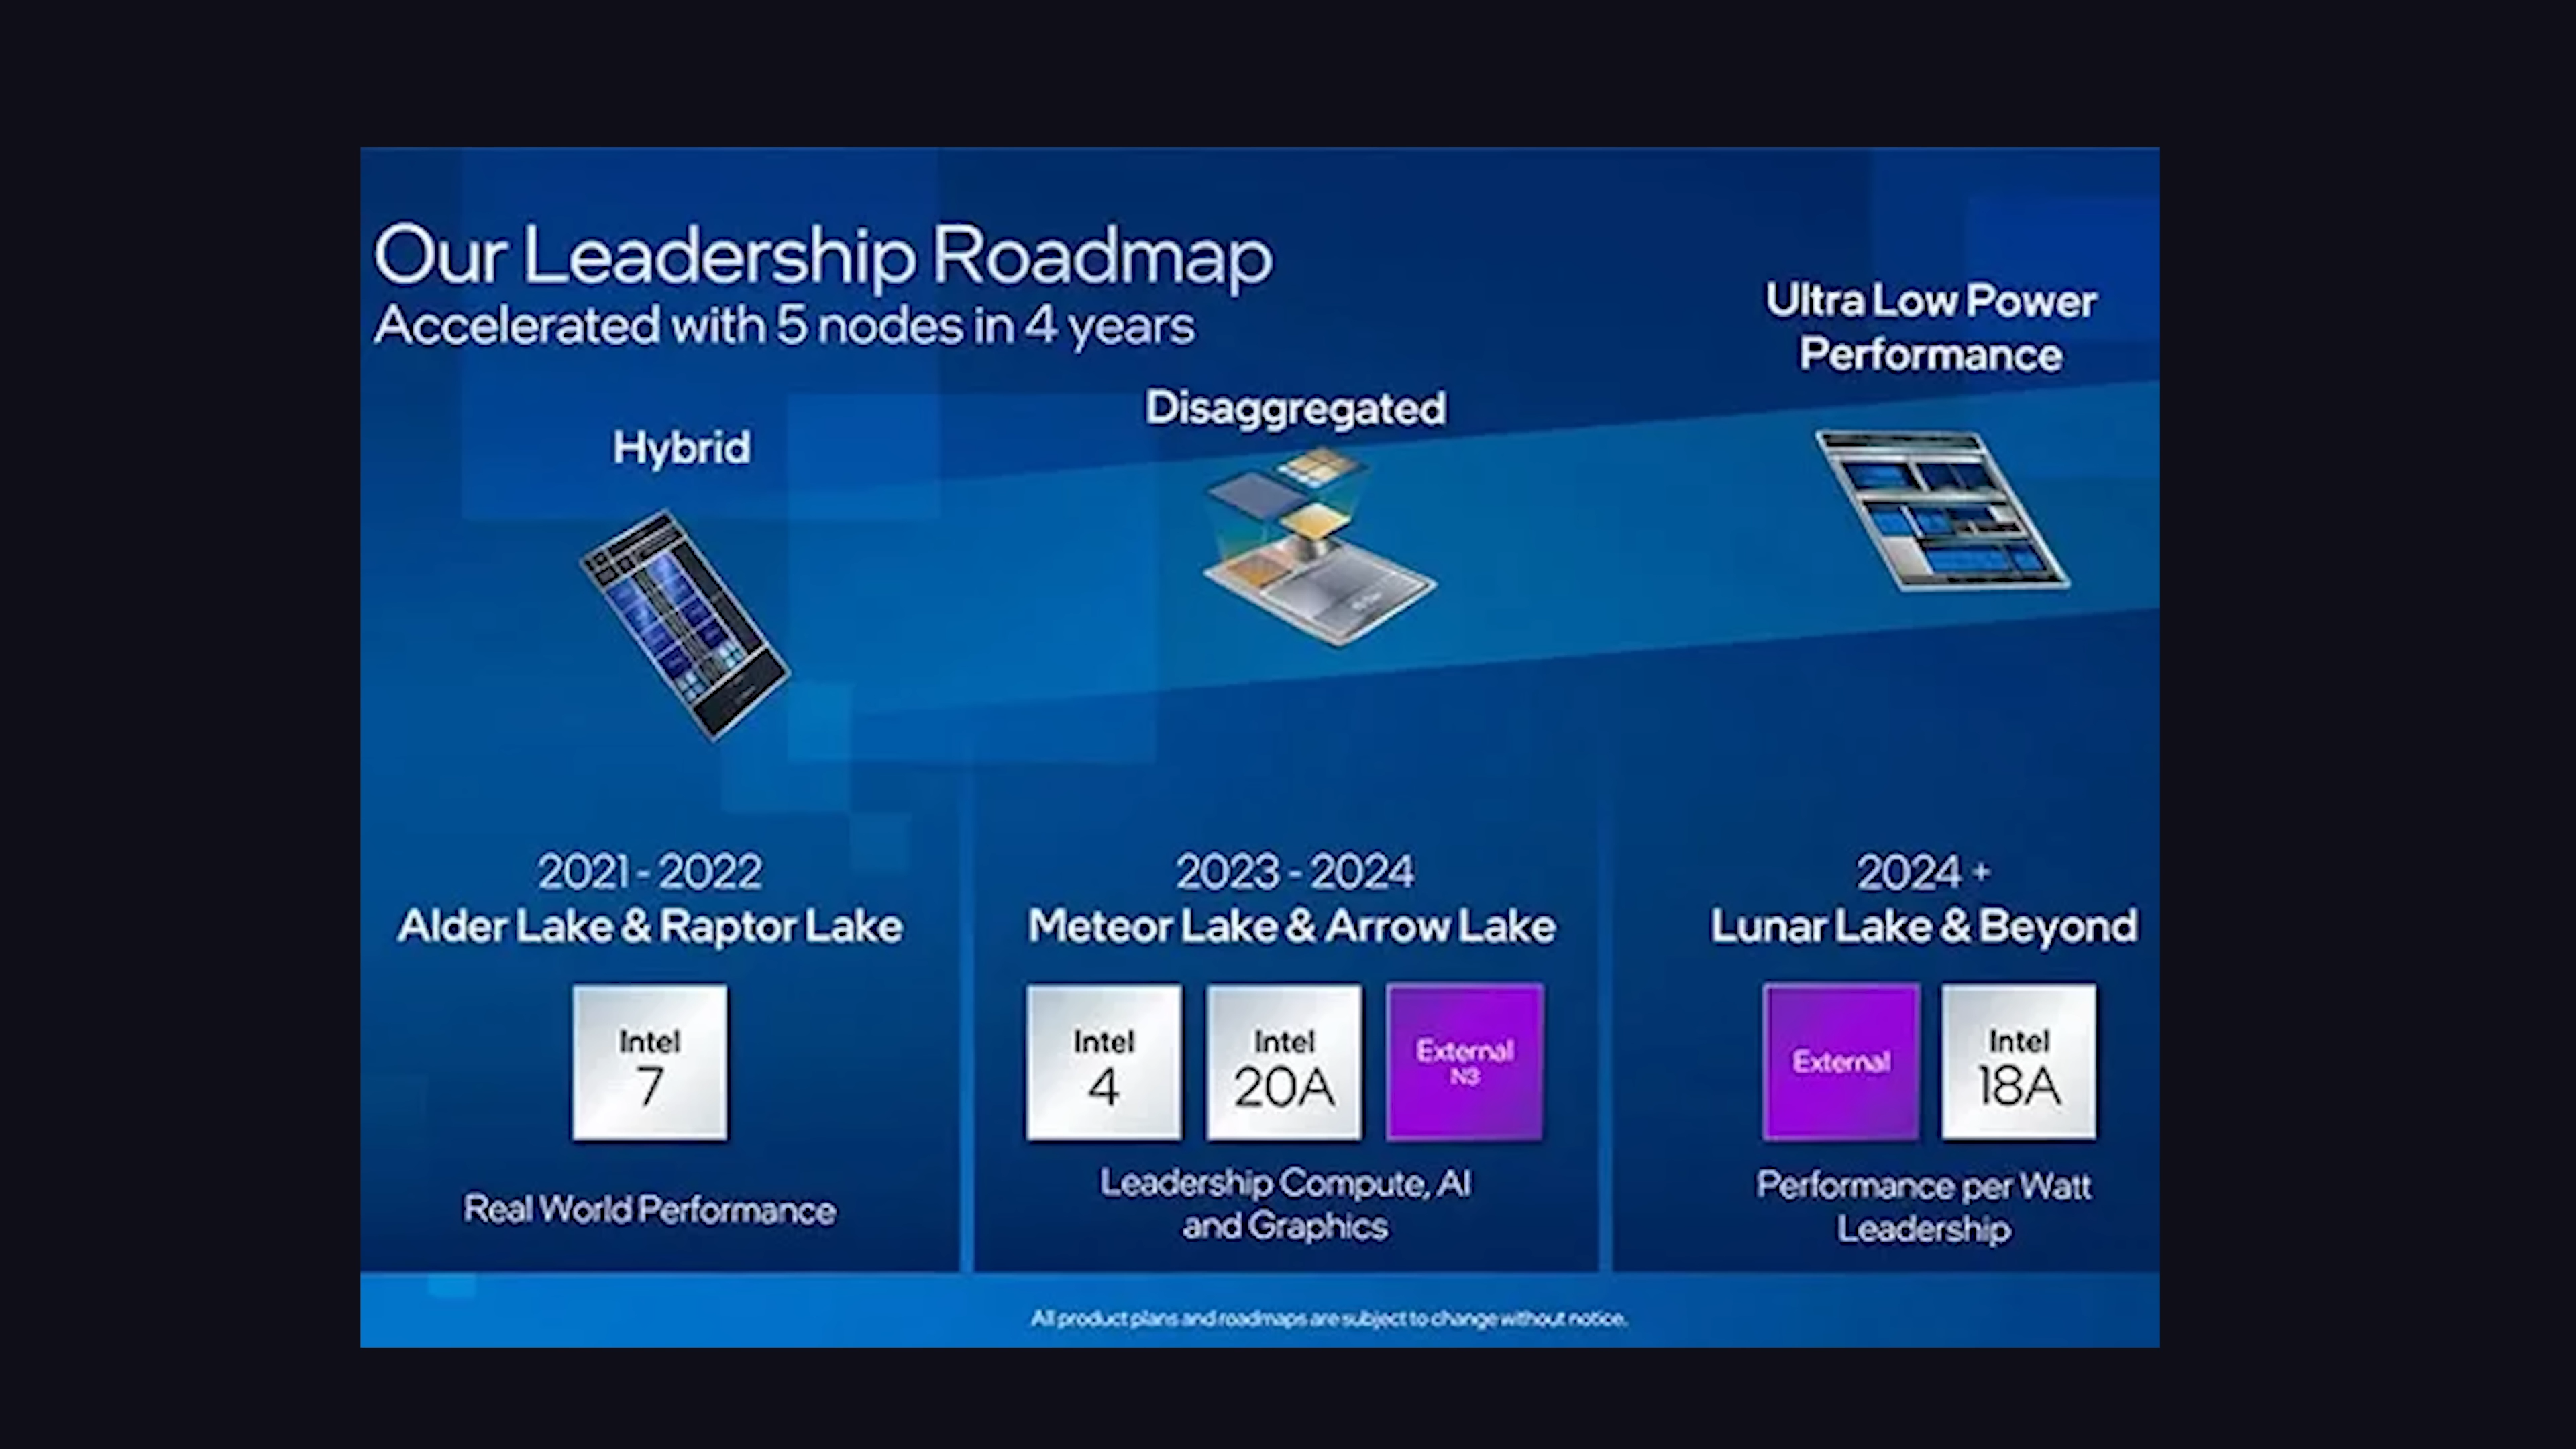 Our Leadership Roadmap
Accelerated with 5 nodes in 4 years
Hybrid
Disaggregated
Ultra Low Power
Performance
2021 - 2022
Alder Lake & Raptor Lake
Intel
7
Real World Performance
2023 - 2024
Meteor Lake & Arrow Lake
Intel
4
Intel
20A
External
N3
Leadership Compute, AI
and Graphics
2024 +
Lunar Lake & Beyond
External
Intel
18A
Performance per Watt
Leadership
All product plans and roadmaps are subject to change without notice.